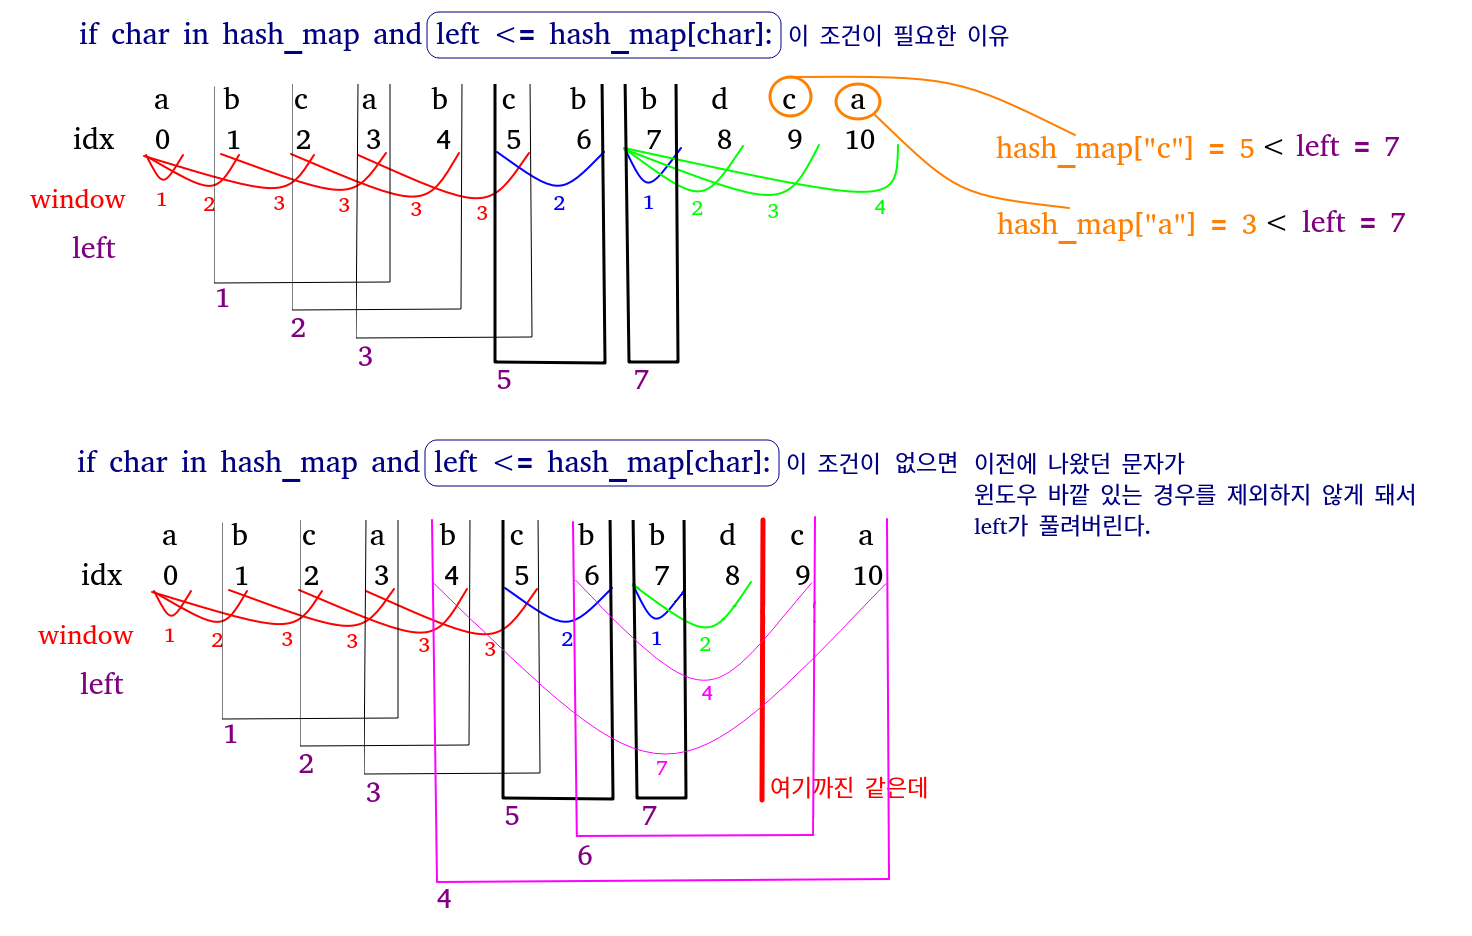 if char in hash_map and left <= hash_map[char]: 이 조건이 필요한 이유
a b c a b c b b d c a
idx 0 1 2 3 4 5 6 7 8 9 10
hash_map["c"] = 5 < left = 7
window 1 2 3 3 3 3 2 1 2 3 4
hash_map["a"] = 3 < left = 7
left
1
2
3
5 7
if char in hash_map and left <= hash_map[char]: 이 조건이 없으면 이전에 나왔던 문자가
윈도우 바깥 있는 경우를 제외하지 않게 돼서
left가 풀려버린다.
a b c a b c b b d c a
idx 0 1 2 3 4 5 6 7 8 9 10
window 1 2 3 3 3 3 2 1 2
left
4
1
2
7
3
여기까진 같은데
5 7
6
4